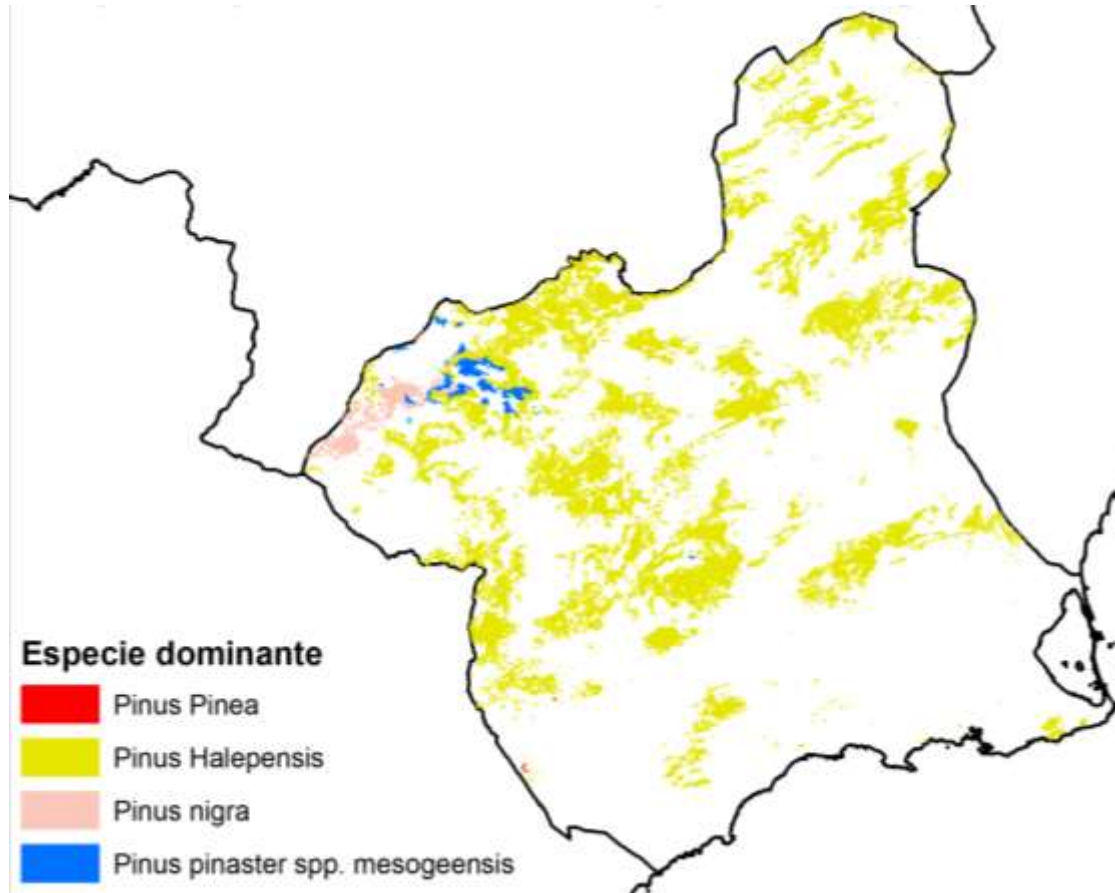 Especie dominante
Pinus Pinea
Pinus Halepensis
Pinus nigra
Pinus pinaster spp. mesogeensis